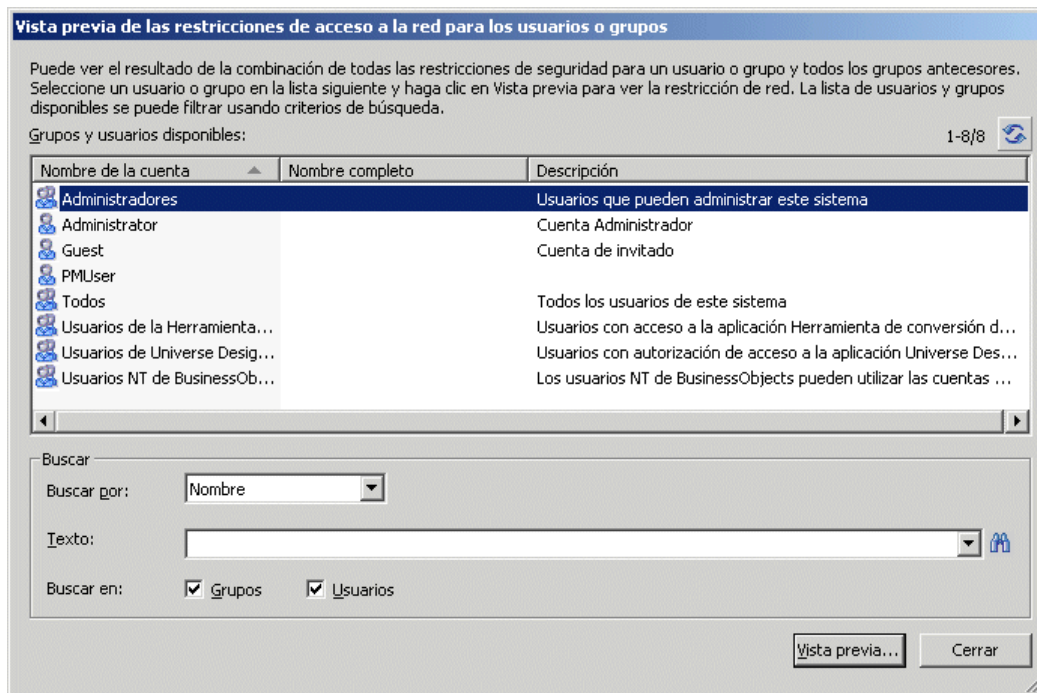 Vista previa de las restricciones de acceso a la red para los usuarios o grupos
Puede ver el resultado de la combinación de todas las restricciones de seguridad para un usuario o grupo y todos los grupos antecesores.
Seleccione un usuario o grupo en la lista siguiente y haga clic en Vista previa para ver la restricción de red. La lista de usuarios y grupos
disponibles se puede filtrar usando criterios de búsqueda.
Grupos y usuarios disponibles: 1-8/8
Nombre de la cuenta Nombre completo Descripción
Administradores Usuarios que pueden administrar este sistema
Administrator Cuenta Administrador
Guest Cuenta de invitado
PMUser
Todos Todos los usuarios de este sistema
Usuarios de la Herramienta... Usuarios con acceso a la aplicación Herramienta de conversión d...
Usuarios de Universe Desig... Usuarios con autorización de acceso a la aplicación Universe Des...
Usuarios NT de BusinessOb... Los usuarios NT de BusinessObjects pueden utilizar las cuentas ...
Buscar
Buscar por: Nombre
Texto:
Buscar en: Grupos Usuarios
Vista previa... Cerrar